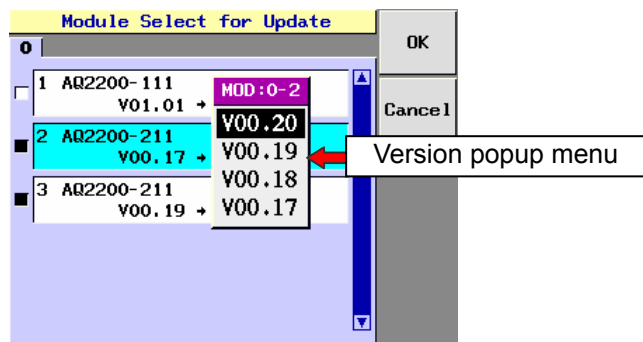 Module Select for Update
0
OK
Cancel
1 AQ2200-111
V01.01 →
2 AQ2200-211
V00.17 →
3 AQ2200-211
V00.19 →
MOD:0-2
V00.20
V00.19
V00.18
V00.17
Version popup menu